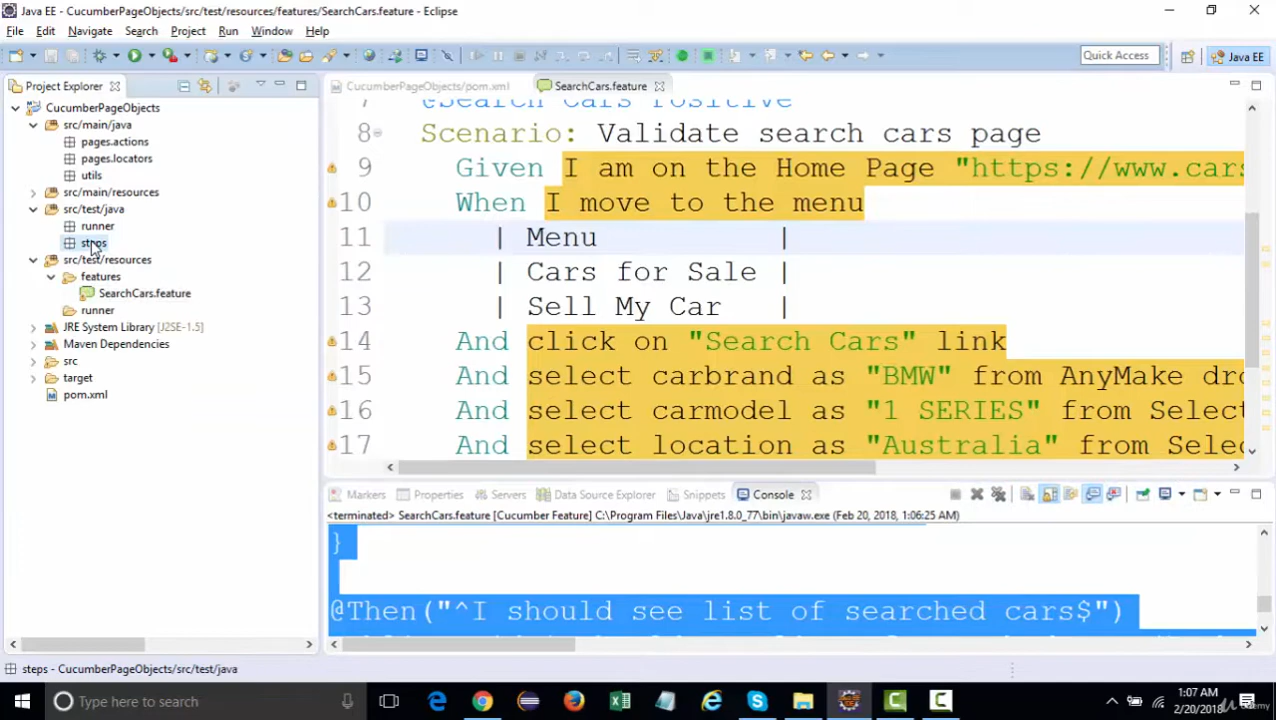 Java EE - CucumberPageObjects/src/test/resources/features/SearchCars.feature - Eclipse
File Edit Navigate Search Project Run Window Help
Quick Access
Java EE
Project Explorer
CucumberPageObjects/pom.xml
SearchCars.feature
CucumberPageObjects
src/main/java
pages.actions
pages.locators
utils
src/main/resources
src/test/java
runner
steps
src/test/resources
features
SearchCars.feature
runner
JRE System Library [J2SE-1.5]
Maven Dependencies
src
target
pom.xml
7 @Search Cars Positive
8 Scenario: Validate search cars page
9 Given I am on the Home Page "https://www.cars
10 When I move to the menu
11 | Menu |
12 | Cars for Sale |
13 | Sell My Car |
14 And click on "Search Cars" link
15 And select carbrand as "BMW" from AnyMake dro
16 And select carmodel as "1 SERIES" from Select
17 And select location as "Australia" from Selec
Markers Properties Servers Data Source Explorer Snippets Console
<terminated> SearchCars.feature [Cucumber Feature] C:\Program Files\Java\jre1.8.0_77\bin\javaw.exe (Feb 20, 2018, 1:06:25 AM)
}
@Then("^I should see list of searched cars$")
steps - CucumberPageObjects/src/test/java
Type here to search
1:07 AM
2/20/2018